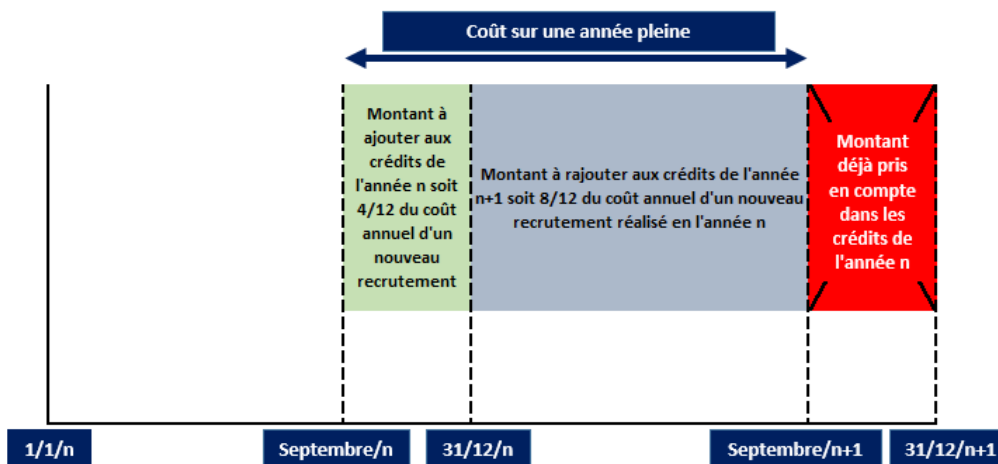 Coût sur une année pleine
Montant à
ajouter aux
crédits de
l'année n soit
4/12 du coût
annuel d'un
nouveau
recrutement
Montant à rajouter aux crédits de l'année
n+1 soit 8/12 du coût annuel d'un nouveau
recrutement réalisé en l'année n
Montant
déjà pris
en compte
dans les
crédits de
l'année n
1/1/n
Septembre/n
31/12/n
Septembre/n+1
31/12/n+1